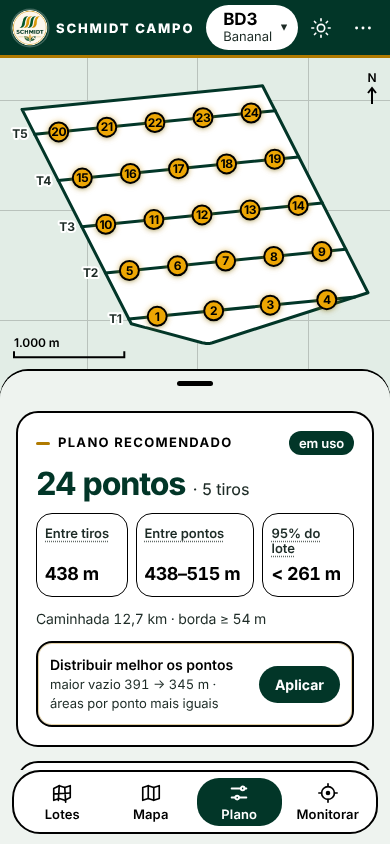 SCHMIDT
SCHMIDT CAMPO
BD3
Bananal
N
T5
20 21 22 23 24
T4
15 16 17 18 19
T3
10 11 12 13 14
T2
5 6 7 8 9
T1
1 2 3 4
1.000 m
PLANO RECOMENDADO
em uso
24 pontos · 5 tiros
Entre tiros
438 m
Entre pontos
438–515 m
95% do
lote
< 261 m
Caminhada 12,7 km · borda ≥ 54 m
Distribuir melhor os pontos
maior vazio 391 → 345 m ·
áreas por ponto mais iguais
Aplicar
Lotes
Mapa
Plano
Monitorar